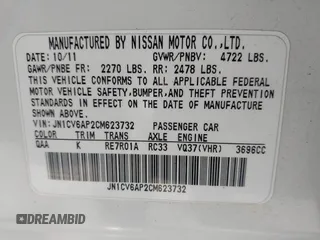 MANUFACTURED BY NISSAN MOTOR CO.,LTD.
DATE: 10/11 GVWR/PNBV: 4722 LBS.
GAWR/PNBE FR: 2270 LBS. RR: 2478 LBS.
THIS VEHICLE CONFORMS TO ALL APPLICABLE FEDERAL
MOTOR VEHICLE SAFETY,BUMPER,AND THEFT PREVENTION
STANDARDS IN EFFECT ON THE DATE OF MANUFACTURE
SHOWN ABOVE.
VIN: JN1CV6AP2CM623732 PASSENGER CAR
COLOR TRIM TRANS AXLE ENGINE
QAA K RE7R01A RC33 VQ37(VHR) 3696CC
JN1CV6AP2CM623732
DREAMBID